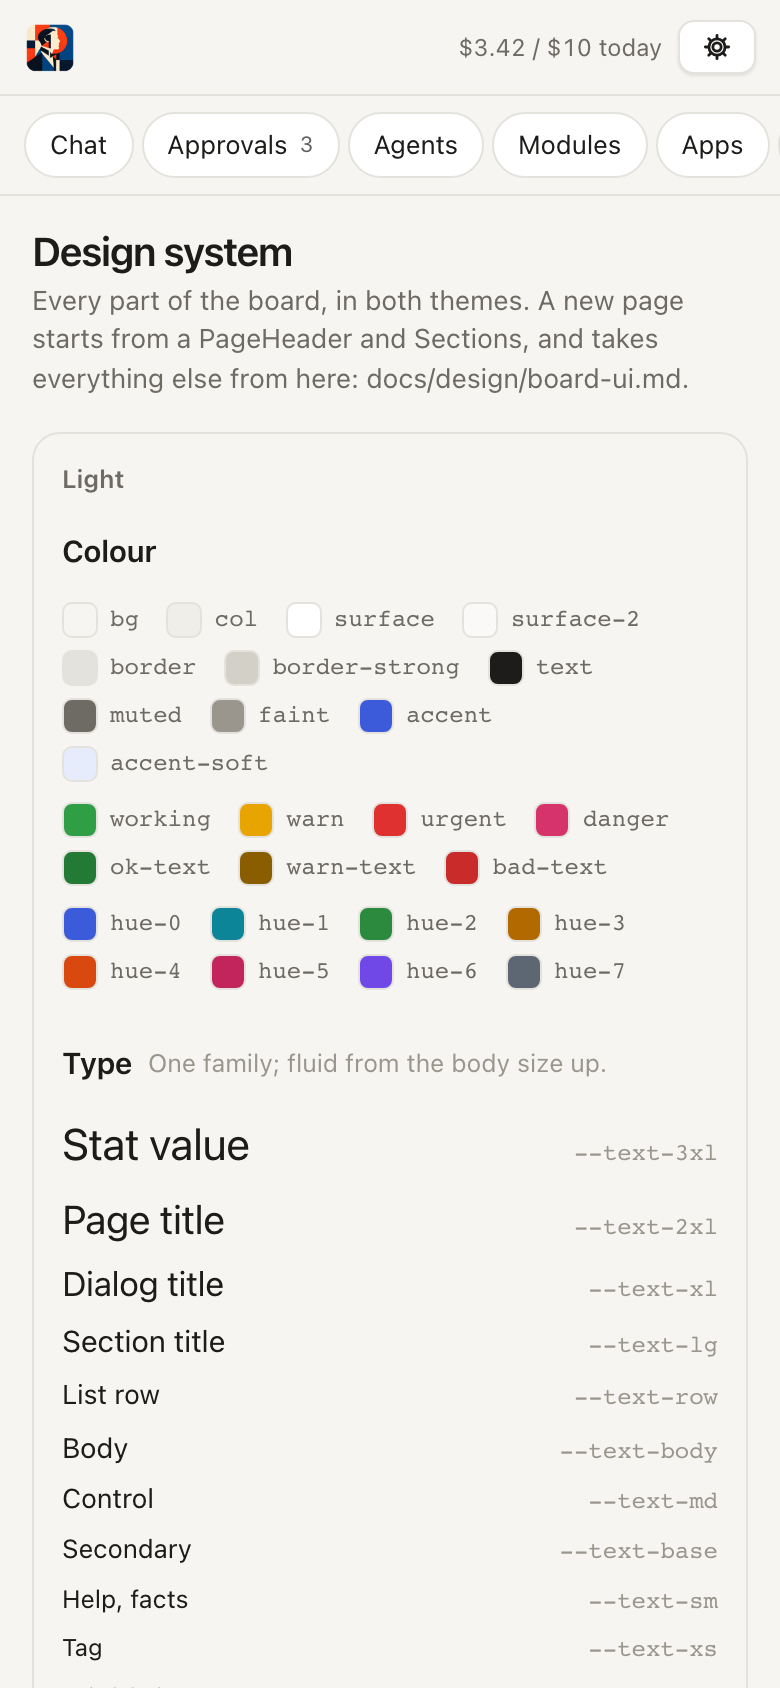 $3.42 / $10 today
Chat Approvals 3 Agents Modules Apps
Design system
Every part of the board, in both themes. A new page
starts from a PageHeader and Sections, and takes
everything else from here: docs/design/board-ui.md.
Light
Colour
bg col surface surface-2
border border-strong text
muted faint accent
accent-soft
working warn urgent danger
ok-text warn-text bad-text
hue-0 hue-1 hue-2 hue-3
hue-4 hue-5 hue-6 hue-7
Type One family; fluid from the body size up.
Stat value --text-3xl
Page title --text-2xl
Dialog title --text-xl
Section title --text-lg
List row --text-row
Body --text-body
Control --text-md
Secondary --text-base
Help, facts --text-sm
Tag --text-xs